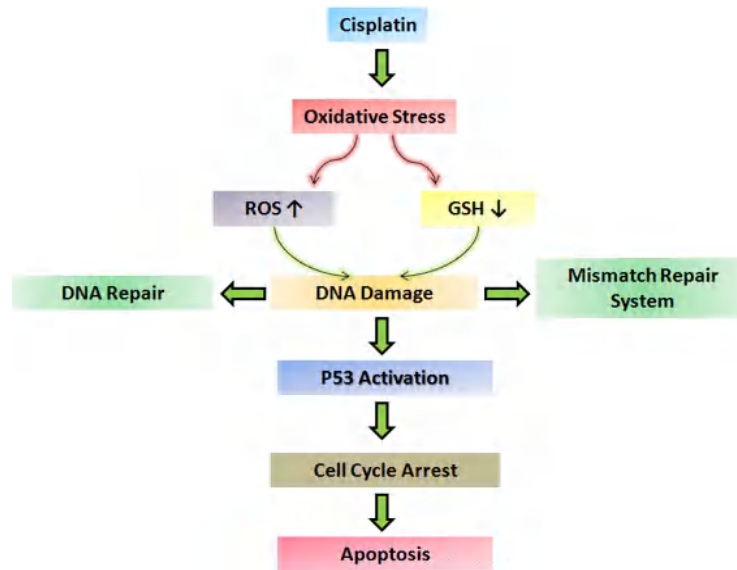 Cisplatin
Oxidative Stress
ROS ↑
GSH ↓
DNA Repair
DNA Damage
Mismatch Repair
System
P53 Activation
Cell Cycle Arrest
Apoptosis